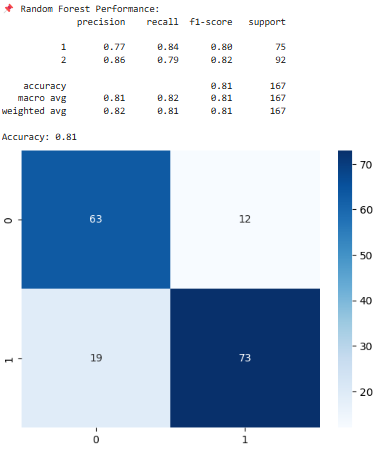 📌 Random Forest Performance:
precision recall f1-score support
1 0.77 0.84 0.80 75
2 0.86 0.79 0.82 92
accuracy 0.81 167
macro avg 0.81 0.82 0.81 167
weighted avg 0.82 0.81 0.81 167
Accuracy: 0.81
70
0 63 12
60
50
40
30
1 19 73
20
0 1